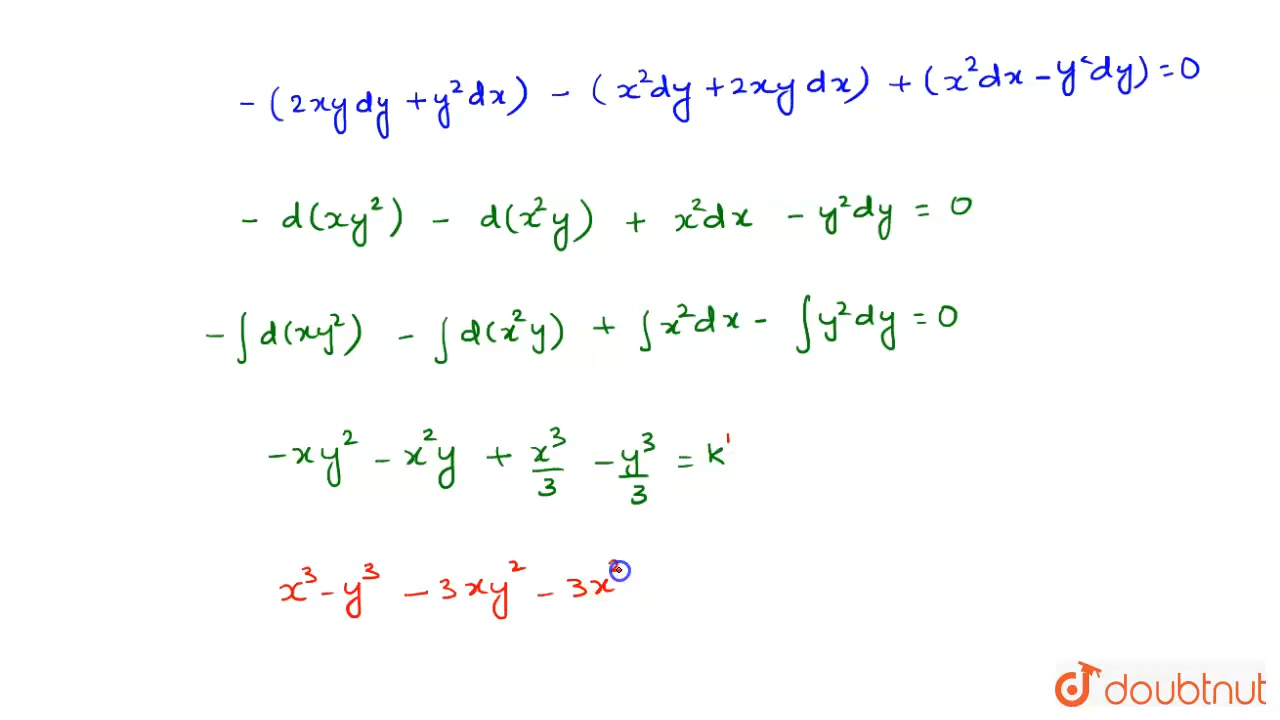 - (2xy dy + y²dx) - (x²dy + 2xy dx) + (x²dx - y²dy) = 0
- d(xy²) - d(x²y) + x²dx - y²dy = 0
- ∫d(xy²) - ∫d(x²y) + ∫x²dx - ∫y²dy = 0
-xy² - x²y + x³/3 - y³/3 = k'
x³ - y³ - 3xy² - 3x²
doubtnut